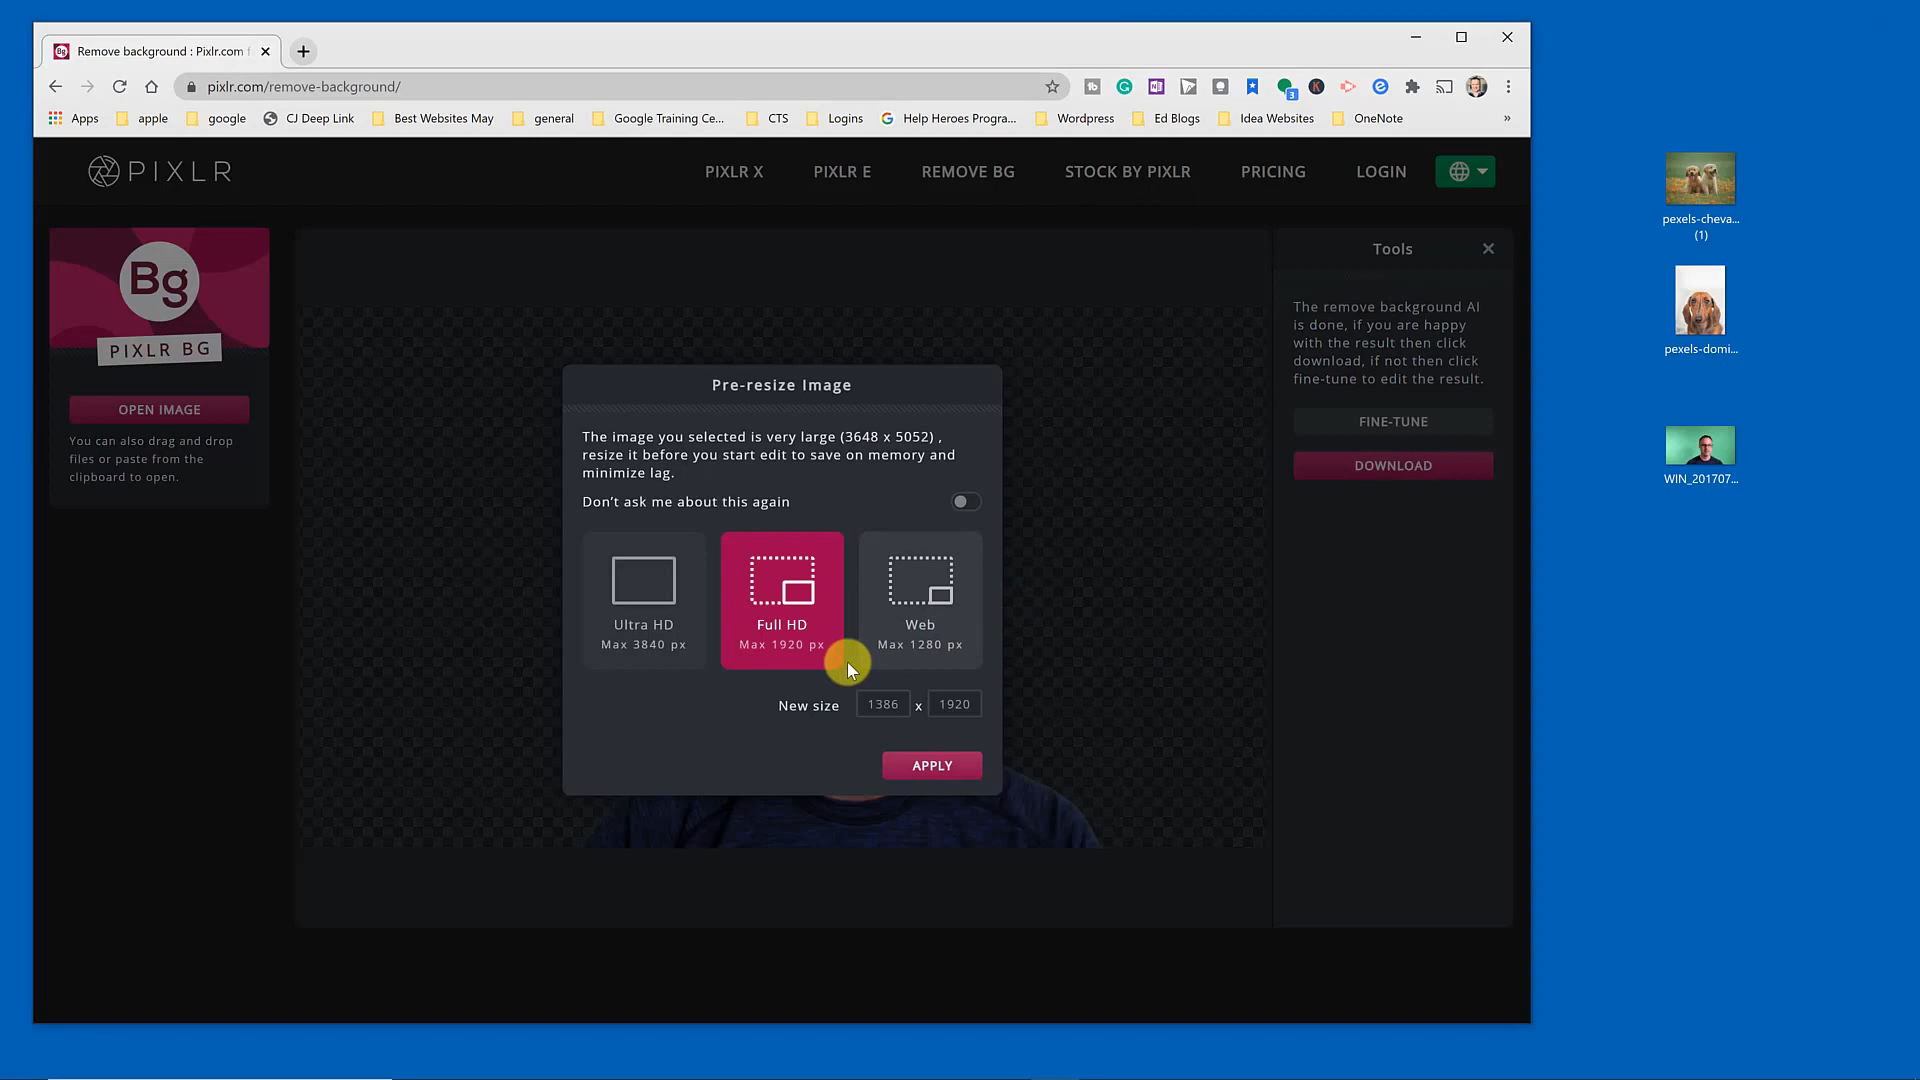 Remove background : Pixlr.com f
pixlr.com/remove-background/
3
Apps
apple
google
CJ Deep Link
Best Websites May
general
Google Training Ce...
CTS
Logins
Help Heroes Progra...
Wordpress
Ed Blogs
Idea Websites
OneNote
»
PIXLR
PIXLR X
PIXLR E
REMOVE BG
STOCK BY PIXLR
PRICING
LOGIN
Bg
PIXLR BG
OPEN IMAGE
You can also drag and drop
files or paste from the
clipboard to open.
Pre-resize Image
The image you selected is very large (3648 x 5052) ,
resize it before you start edit to save on memory and
minimize lag.
Don't ask me about this again
Ultra HD
Max 3840 px
Full HD
Max 1920 px
Web
Max 1280 px
New size 1386 x 1920
APPLY
Tools
The remove background AI
is done, if you are happy
with the result then click
download, if not then click
fine-tune to edit the result.
FINE-TUNE
DOWNLOAD
pexels-cheva...
(1)
pexels-domi...
WIN_201707...